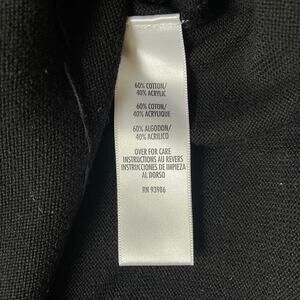 60% COTTON/
40% ACRYLIC
60% COTON/
40% ACRYLIQUE
60% ALGODON/
40% ACRILICO
OVER FOR CARE
INSTRUCTIONS AU REVERS
INSTRUCCIONES DE LIMPIEZA
AL DORSO
RN 93986